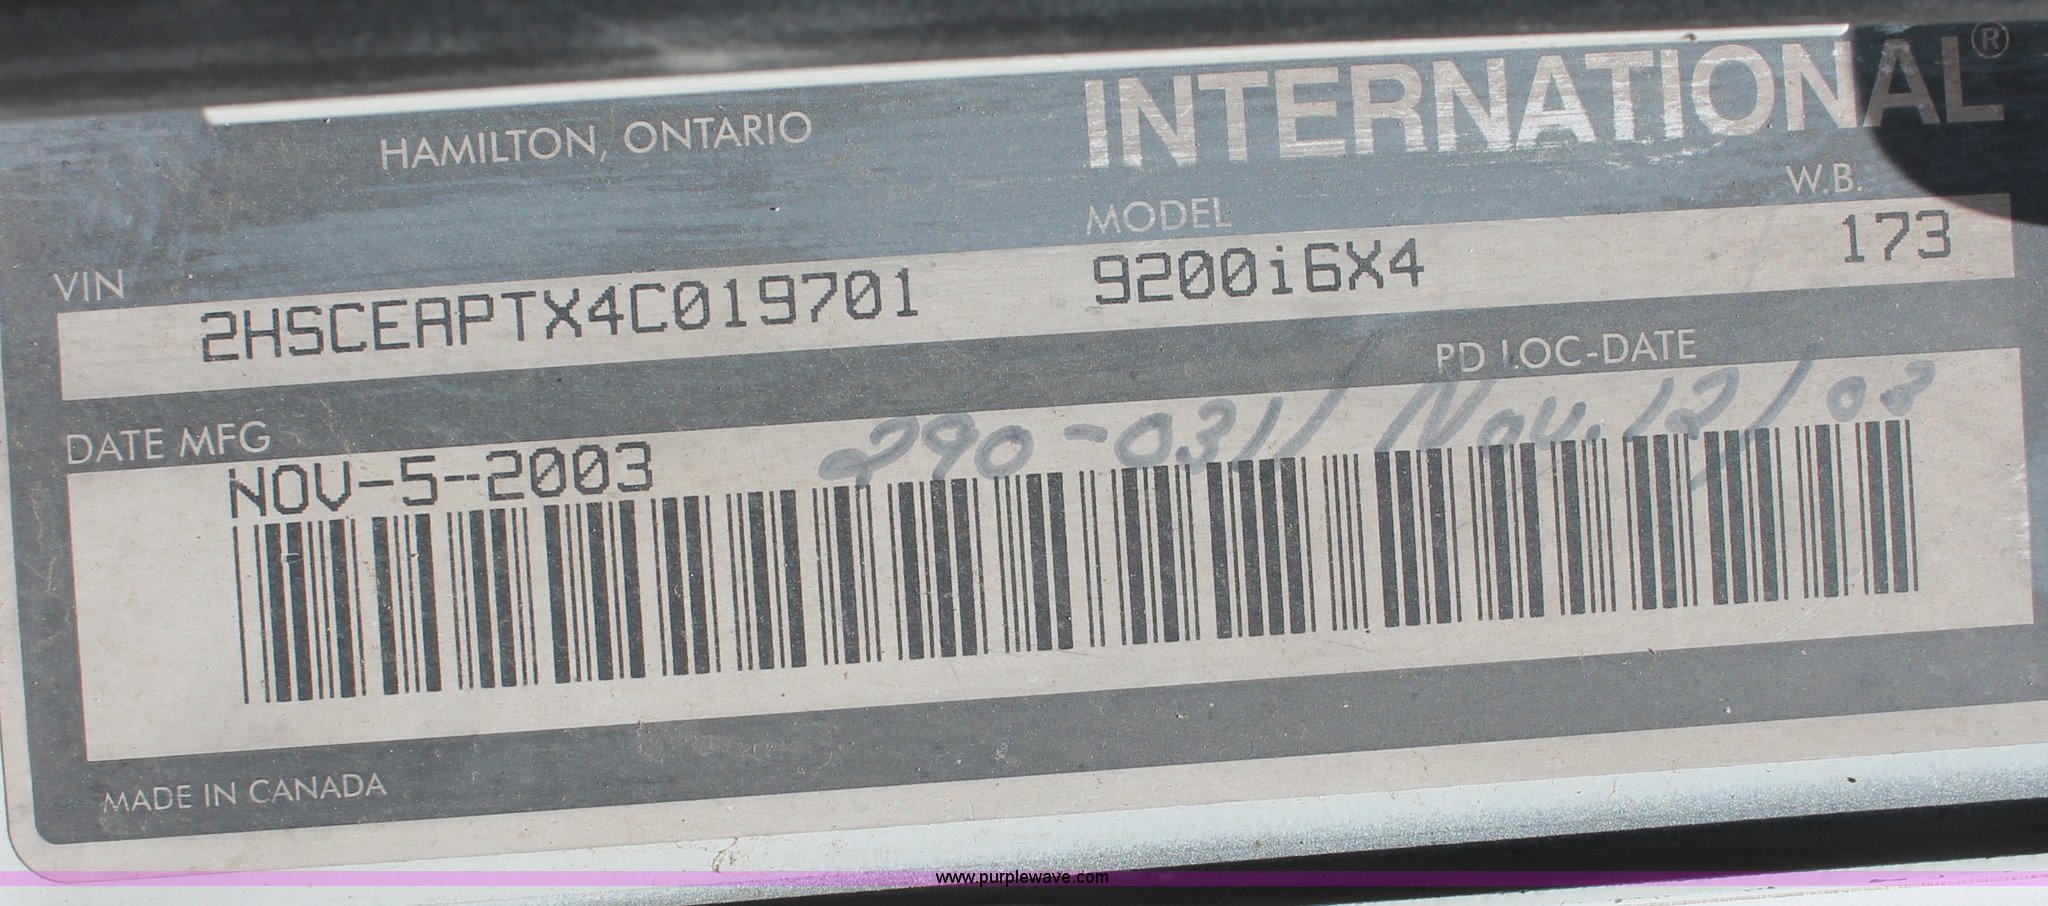 INTERNATIONAL®
HAMILTON, ONTARIO
MODEL W.B.
VIN
2HSCEAPTX4C019701 9200i6X4 173
PD LOC-DATE
DATE MFG
NOV-5--2003 290-0311/Nov.12/03
MADE IN CANADA
www.purplewave.com